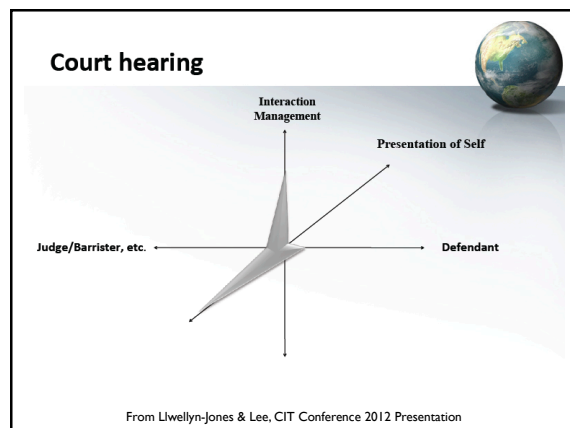 Court hearing
Interaction
Management
Presentation of Self
Judge/Barrister, etc.
Defendant
From Llwellyn-Jones & Lee, CIT Conference 2012 Presentation